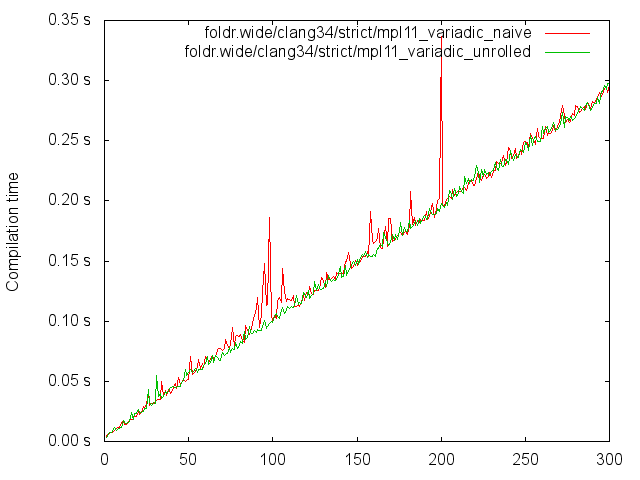 0.35 s
foldr.wide/clang34/strict/mpl11_variadic_naive
foldr.wide/clang34/strict/mpl11_variadic_unrolled
0.30 s
0.25 s
0.20 s
Compilation time
0.15 s
0.10 s
0.05 s
0.00 s
0 50 100 150 200 250 300